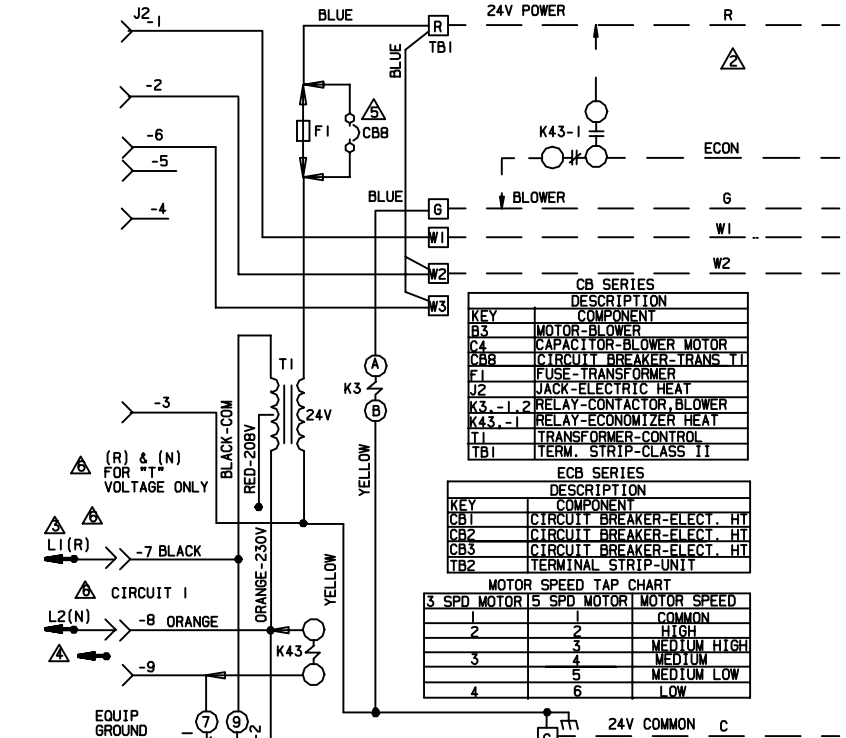 J2 -1
BLUE
R
TB1
24V POWER
R
2
BLUE
-2
F1
5
CB8
K43-1
-6
-5
ECON
BLUE
G
BLOWER
G
-4
W1
W1
W2
W2
W3
CB SERIES
DESCRIPTION
KEY COMPONENT
B3 MOTOR-BLOWER
C4 CAPACITOR-BLOWER MOTOR
CB8 CIRCUIT BREAKER-TRANS T1
F1 FUSE-TRANSFORMER
J2 JACK-ELECTRIC HEAT
K3,-1,2 RELAY-CONTACTOR,BLOWER
K43,-1 RELAY-ECONOMIZER HEAT
T1 TRANSFORMER-CONTROL
TB1 TERM. STRIP-CLASS II
T1
A
K3
B
24V
-3
BLACK-COM
RED-208V
YELLOW
6 (R) & (N)
FOR "T"
VOLTAGE ONLY
ECB SERIES
DESCRIPTION
KEY COMPONENT
CB1 CIRCUIT BREAKER-ELECT. HT
CB2 CIRCUIT BREAKER-ELECT. HT
CB3 CIRCUIT BREAKER-ELECT. HT
TB2 TERMINAL STRIP-UNIT
3 6
L1(R)
-7 BLACK
ORANGE-230V
YELLOW
6 CIRCUIT 1
L2(N)
-8 ORANGE
4
K43
-9
MOTOR SPEED TAP CHART
3 SPD MOTOR 5 SPD MOTOR MOTOR SPEED
1 1 COMMON
2 2 HIGH
3 MEDIUM HIGH
3 4 MEDIUM
5 MEDIUM LOW
4 6 LOW
EQUIP
GROUND
7
9
-2
C
24V COMMON C